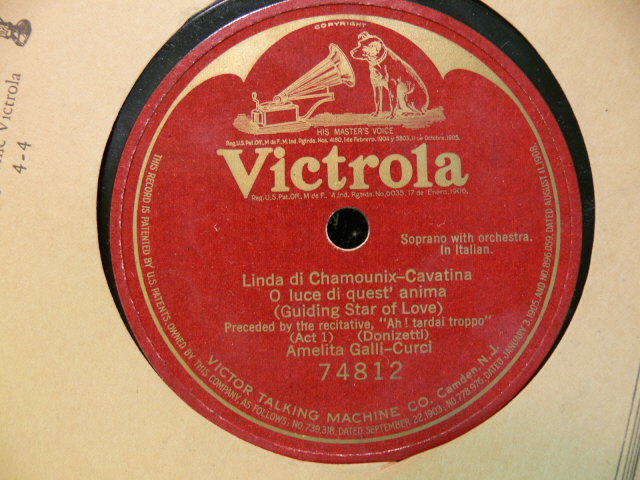 COPYRIGHT
HIS MASTER'S VOICE
Reg.U.S.Pat.Off., M de F., M. Ind. Rgtrda. Nos. 4180, 1 de Febrero, 1904 y 5803, 11 de Octubre, 1905.
Victrola
Reg. U.S. Pat. Off., M de F., M. Ind. Rgtrda. No. 6035, 17 de Enero, 1906.
Soprano with orchestra.
In Italian.
Linda di Chamounix–Cavatina
O luce di quest' anima
(Guiding Star of Love)
Preceded by the recitative, "Ah! tardai troppo"
(Act 1) (Donizetti)
Amelita Galli-Curci
74812
VICTOR TALKING MACHINE CO. Camden, N.J.
THIS RECORD IS PATENTED BY U.S. PATENTS, OWNED BY THIS COMPANY, AS FOLLOWS: NO. 739,318, DATED SEPTEMBER 22, 1903; NO. 778,976, DATED JANUARY 3, 1905, AND NO. 896,059, DATED AUGUST 11, 1908.
Victrola
4-4